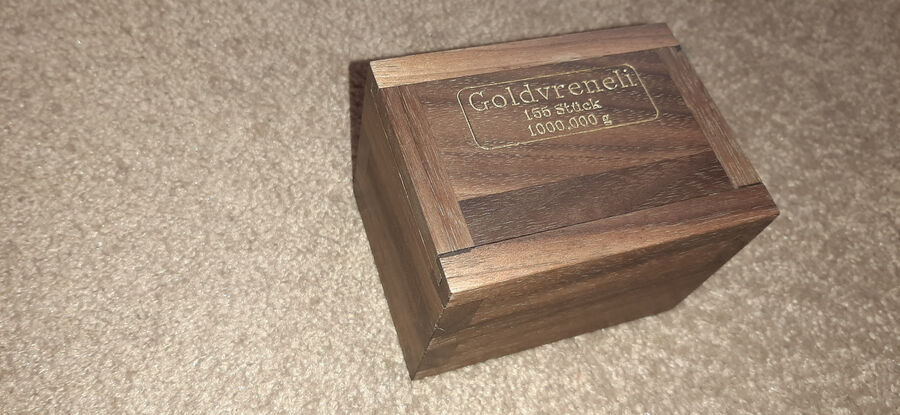 Goldvreneli
155 Stück
1000,000 g